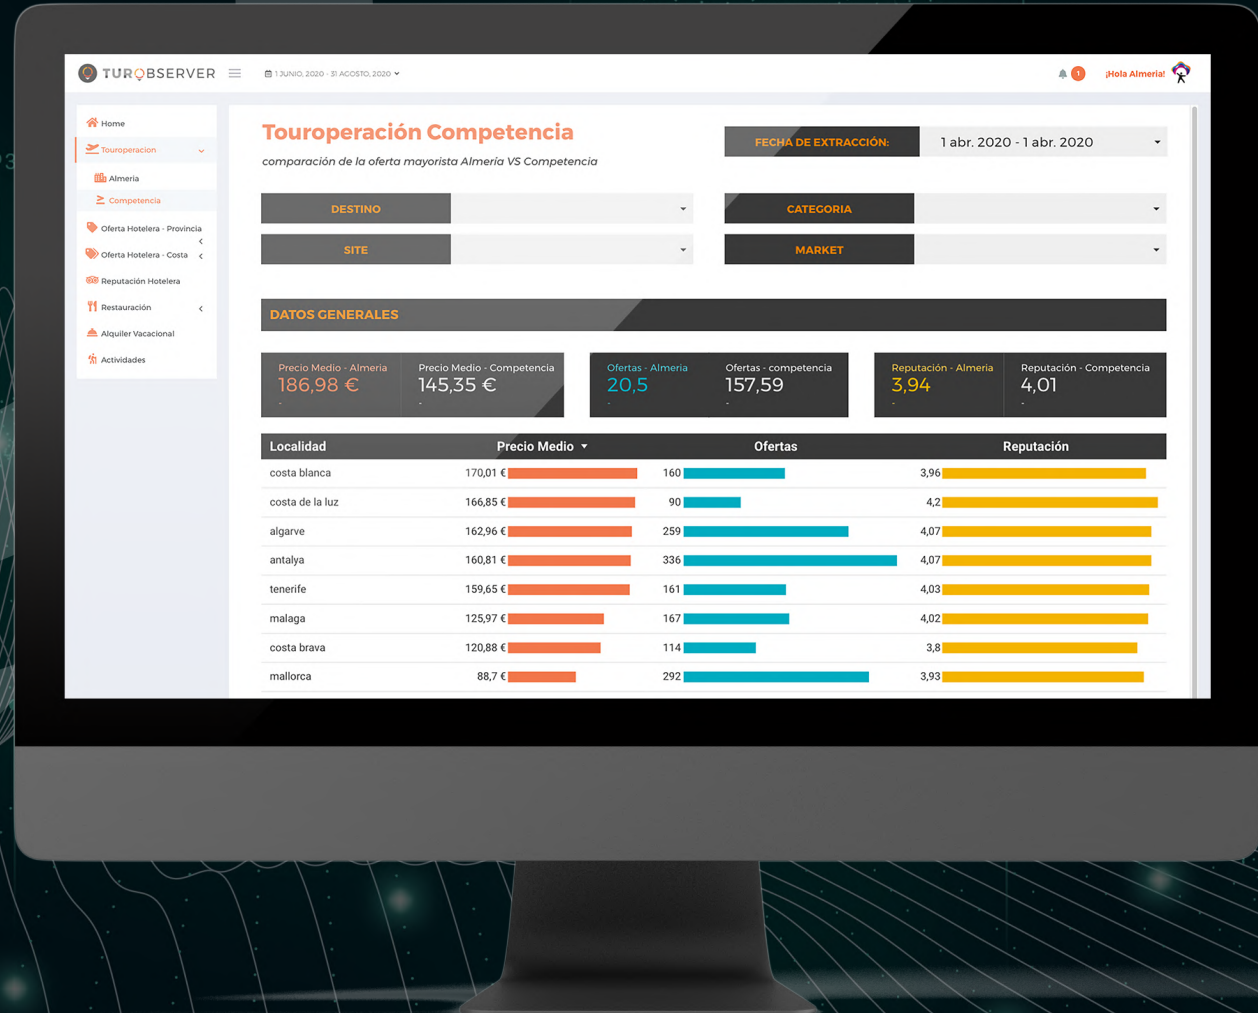 TUROBSERVER
1 JUNIO, 2020 - 31 AGOSTO, 2020
1
¡Hola Almeria!
Home
Touroperacion
Almeria
Competencia
Oferta Hotelera - Provincia
Oferta Hotelera - Costa
Reputación Hotelera
Restauración
Alquiler Vacacional
Actividades
Touroperación Competencia
comparación de la oferta mayorista Almería VS Competencia
FECHA DE EXTRACCIÓN: 1 abr. 2020 - 1 abr. 2020
DESTINO CATEGORIA
SITE MARKET
DATOS GENERALES
Precio Medio - Almeria Precio Medio - Competencia Ofertas - Almeria Ofertas - competencia Reputación - Almeria Reputación - Competencia
186,98 € 145,35 € 20,5 157,59 3,94 4,01
- - - - - -
Localidad Precio Medio Ofertas Reputación
costa blanca 170,01 € 160 3,96
costa de la luz 166,85 € 90 4,2
algarve 162,96 € 259 4,07
antalya 160,81 € 336 4,07
tenerife 159,65 € 161 4,03
malaga 125,97 € 167 4,02
costa brava 120,88 € 114 3,8
mallorca 88,7 € 292 3,93